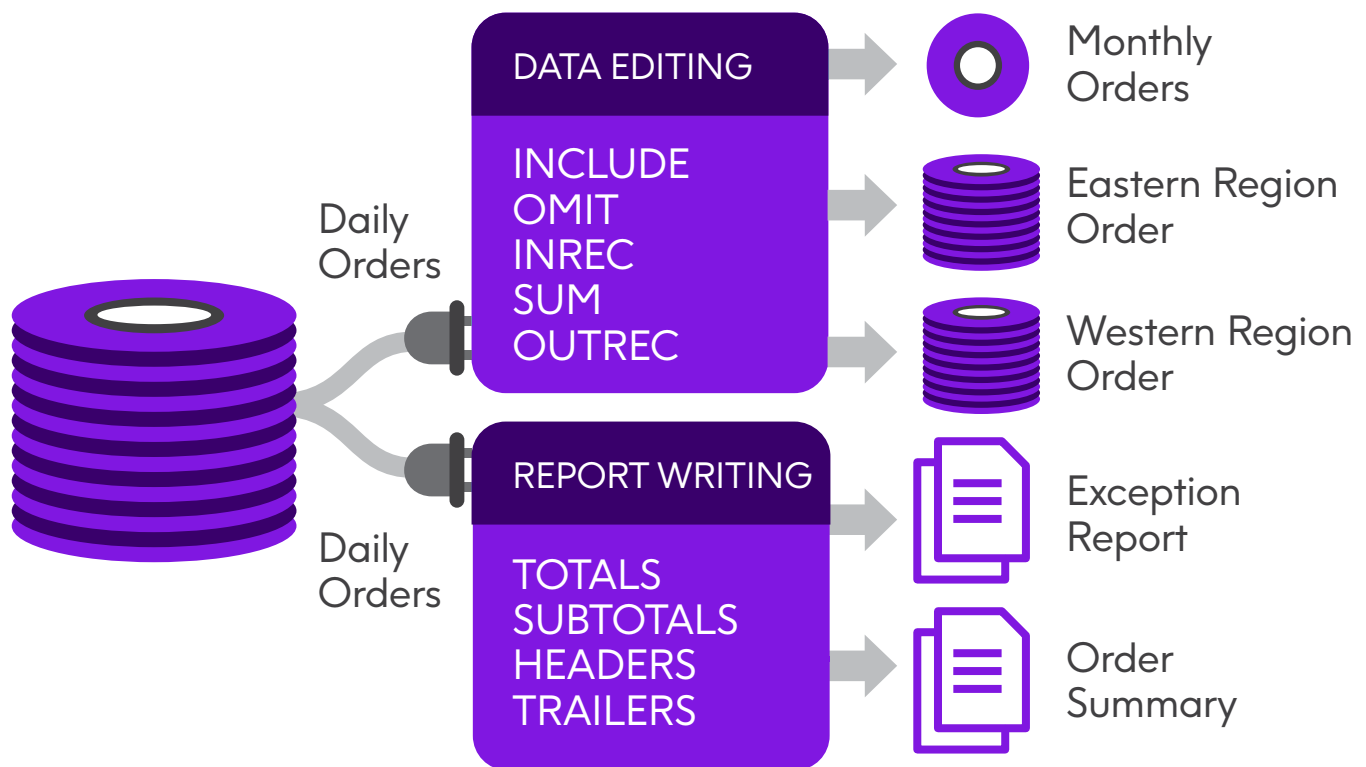 Daily
Orders
DATA EDITING
INCLUDE
OMIT
INREC
SUM
OUTREC
Monthly
Orders
Eastern Region
Order
Western Region
Order
Daily
Orders
REPORT WRITING
TOTALS
SUBTOTALS
HEADERS
TRAILERS
Exception
Report
Order
Summary